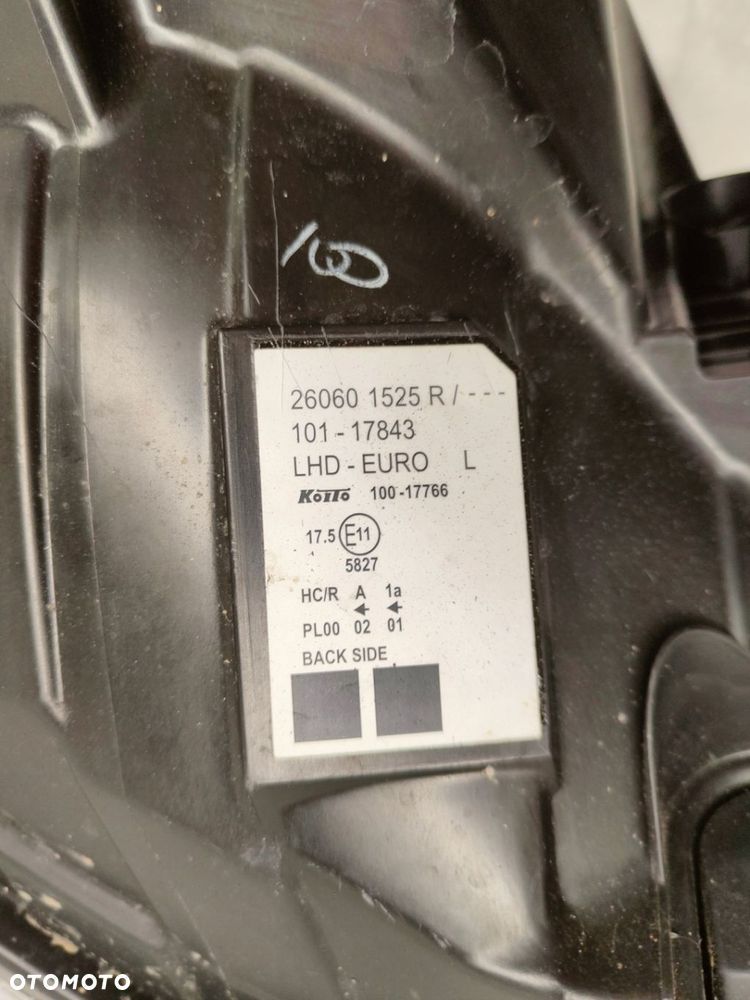 100
26060 1525 R / - - -
101 - 17843
LHD - EURO L
KOITO 100 -17766
17.5 E11
5827
HC/R A 1a
PL00 02 01
BACK SIDE
OTOMOTO